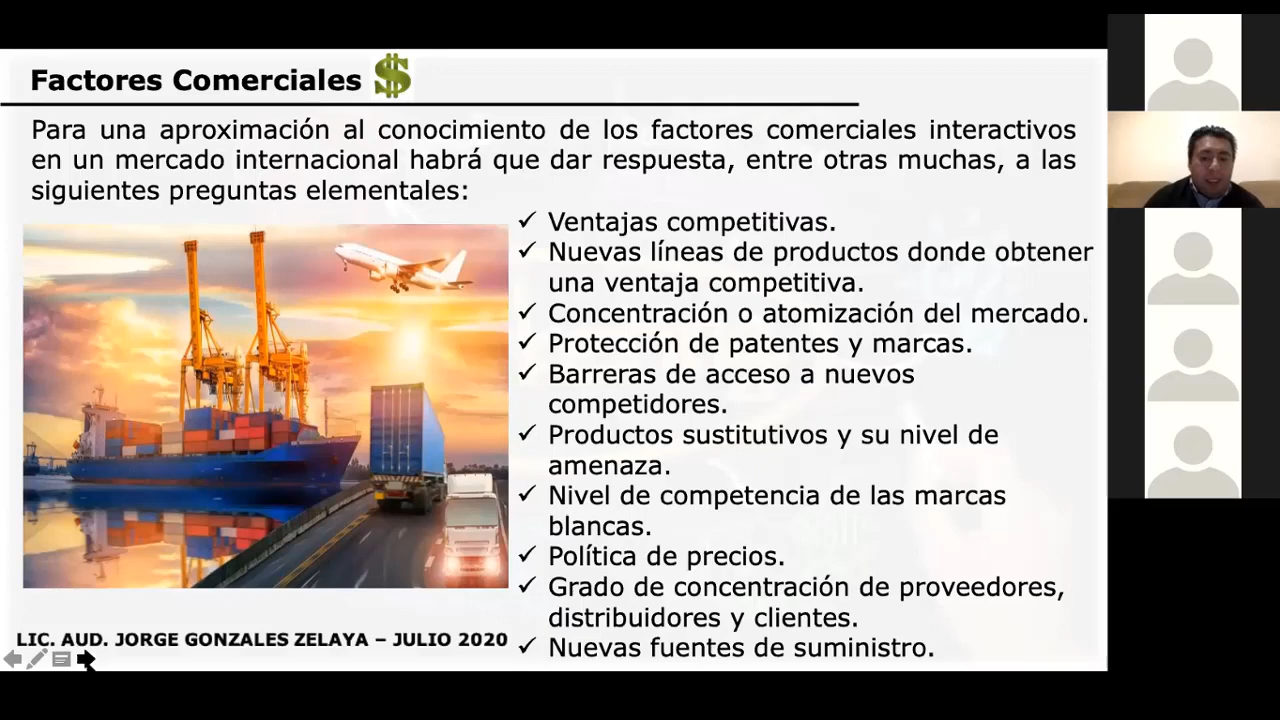 Factores Comerciales
Para una aproximación al conocimiento de los factores comerciales interactivos
en un mercado internacional habrá que dar respuesta, entre otras muchas, a las
siguientes preguntas elementales:
✓ Ventajas competitivas.
✓ Nuevas líneas de productos donde obtener
una ventaja competitiva.
✓ Concentración o atomización del mercado.
✓ Protección de patentes y marcas.
✓ Barreras de acceso a nuevos
competidores.
✓ Productos sustitutivos y su nivel de
amenaza.
✓ Nivel de competencia de las marcas
blancas.
✓ Política de precios.
✓ Grado de concentración de proveedores,
distribuidores y clientes.
✓ Nuevas fuentes de suministro.
LIC. AUD. JORGE GONZALES ZELAYA – JULIO 2020